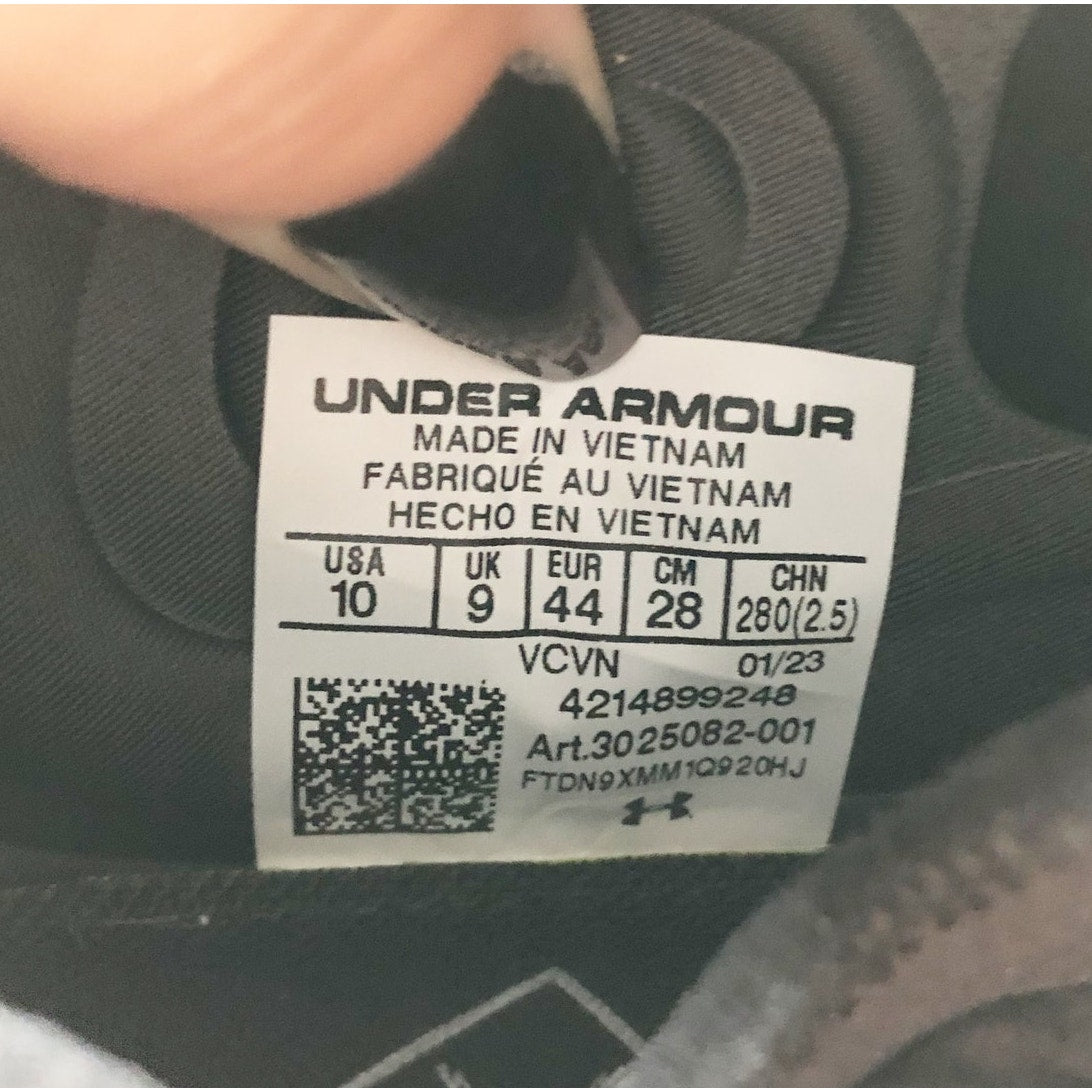 UNDER ARMOUR
MADE IN VIETNAM
FABRIQUÉ AU VIETNAM
HECHO EN VIETNAM
USA UK EUR CM CHN
10 9 44 28 280(2.5)
VCVN 01/23
4214899248
Art.3025082-001
FTDN9XMM1Q920HJ